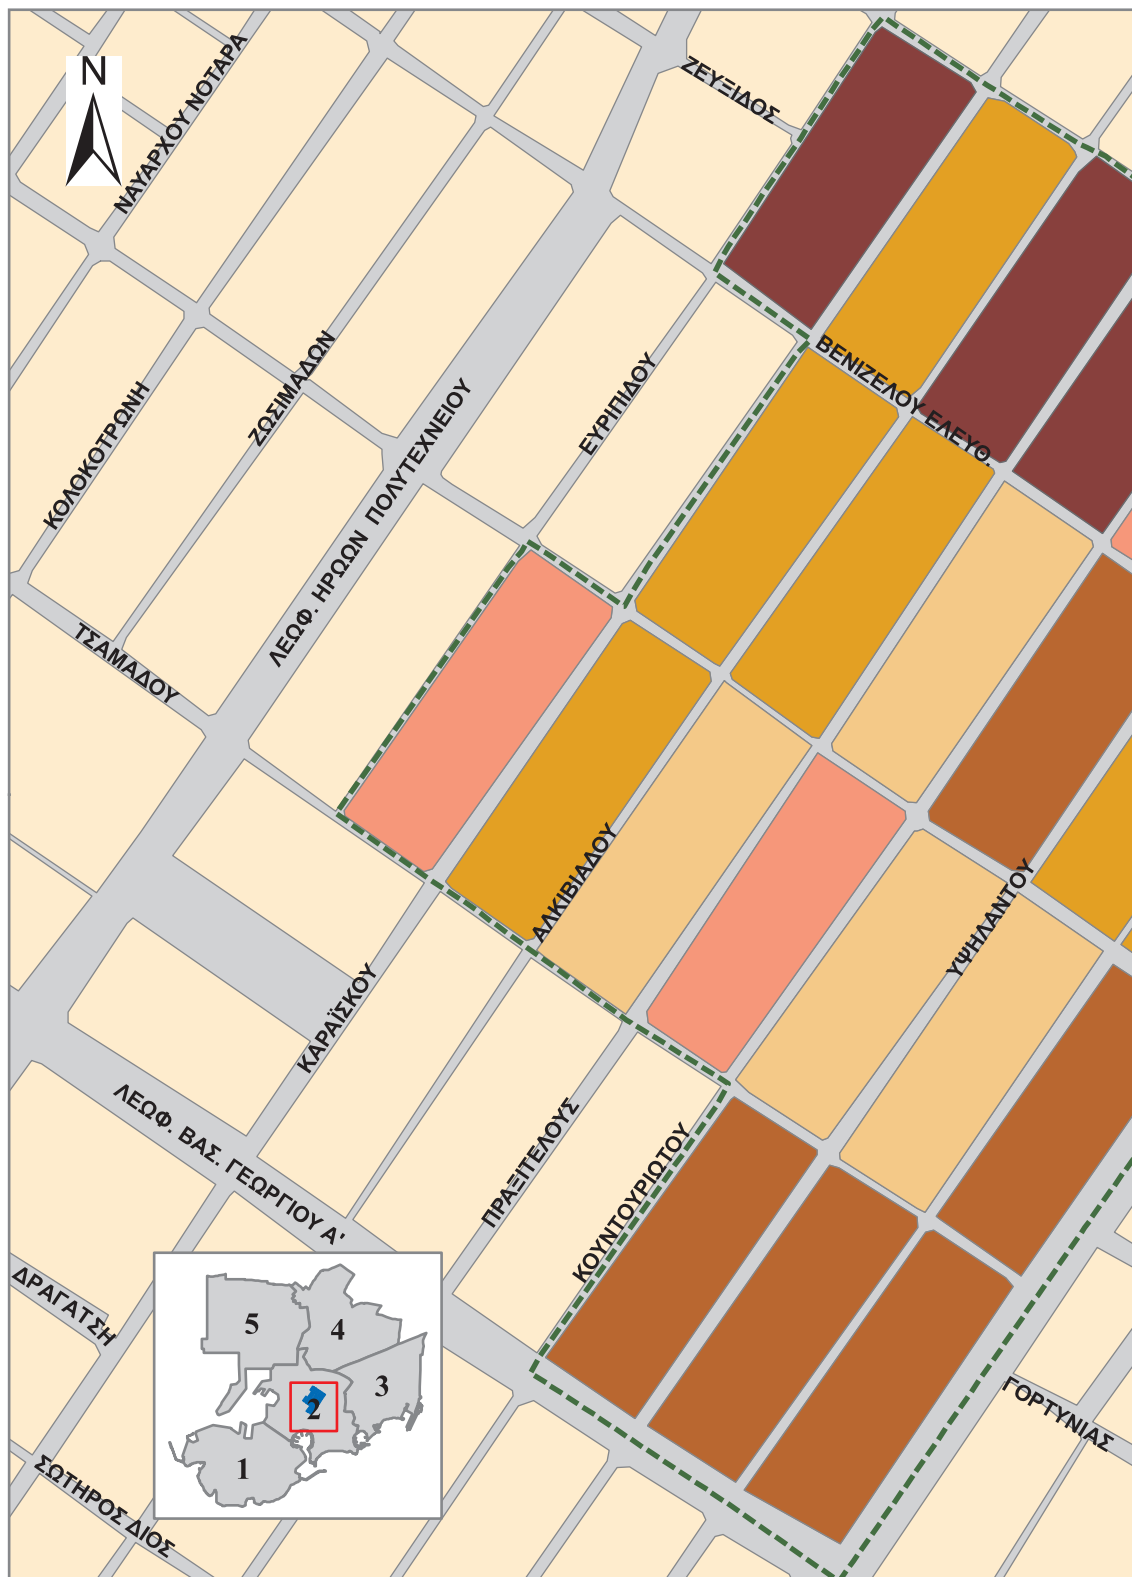 N
ΝΑΥΑΡΧΟΥ ΝΟΤΑΡΑ
ΖΕΥΞΙΔΟΣ
ΒΕΝΙΖΕΛΟΥ ΕΛΕΥΘ.
ΚΟΛΟΚΟΤΡΩΝΗ
ΖΩΣΙΜΑΔΩΝ
ΕΥΡΙΠΙΔΟΥ
ΛΕΩΦ. ΗΡΩΩΝ ΠΟΛΥΤΕΧΝΕΙΟΥ
ΤΣΑΜΑΔΟΥ
ΑΛΚΙΒΙΑΔΟΥ
ΥΨΗΛΑΝΤΟΥ
ΚΑΡΑΪΣΚΟΥ
ΛΕΩΦ. ΒΑΣ. ΓΕΩΡΓΙΟΥ Α'
ΠΡΑΞΙΤΕΛΟΥΣ
ΚΟΥΝΤΟΥΡΙΩΤΟΥ
ΔΡΑΓΑΤΣΗ
ΓΟΡΤΥΝΙΑΣ
ΣΩΤΗΡΟΣ ΔΙΟΣ
5
4
3
2
1